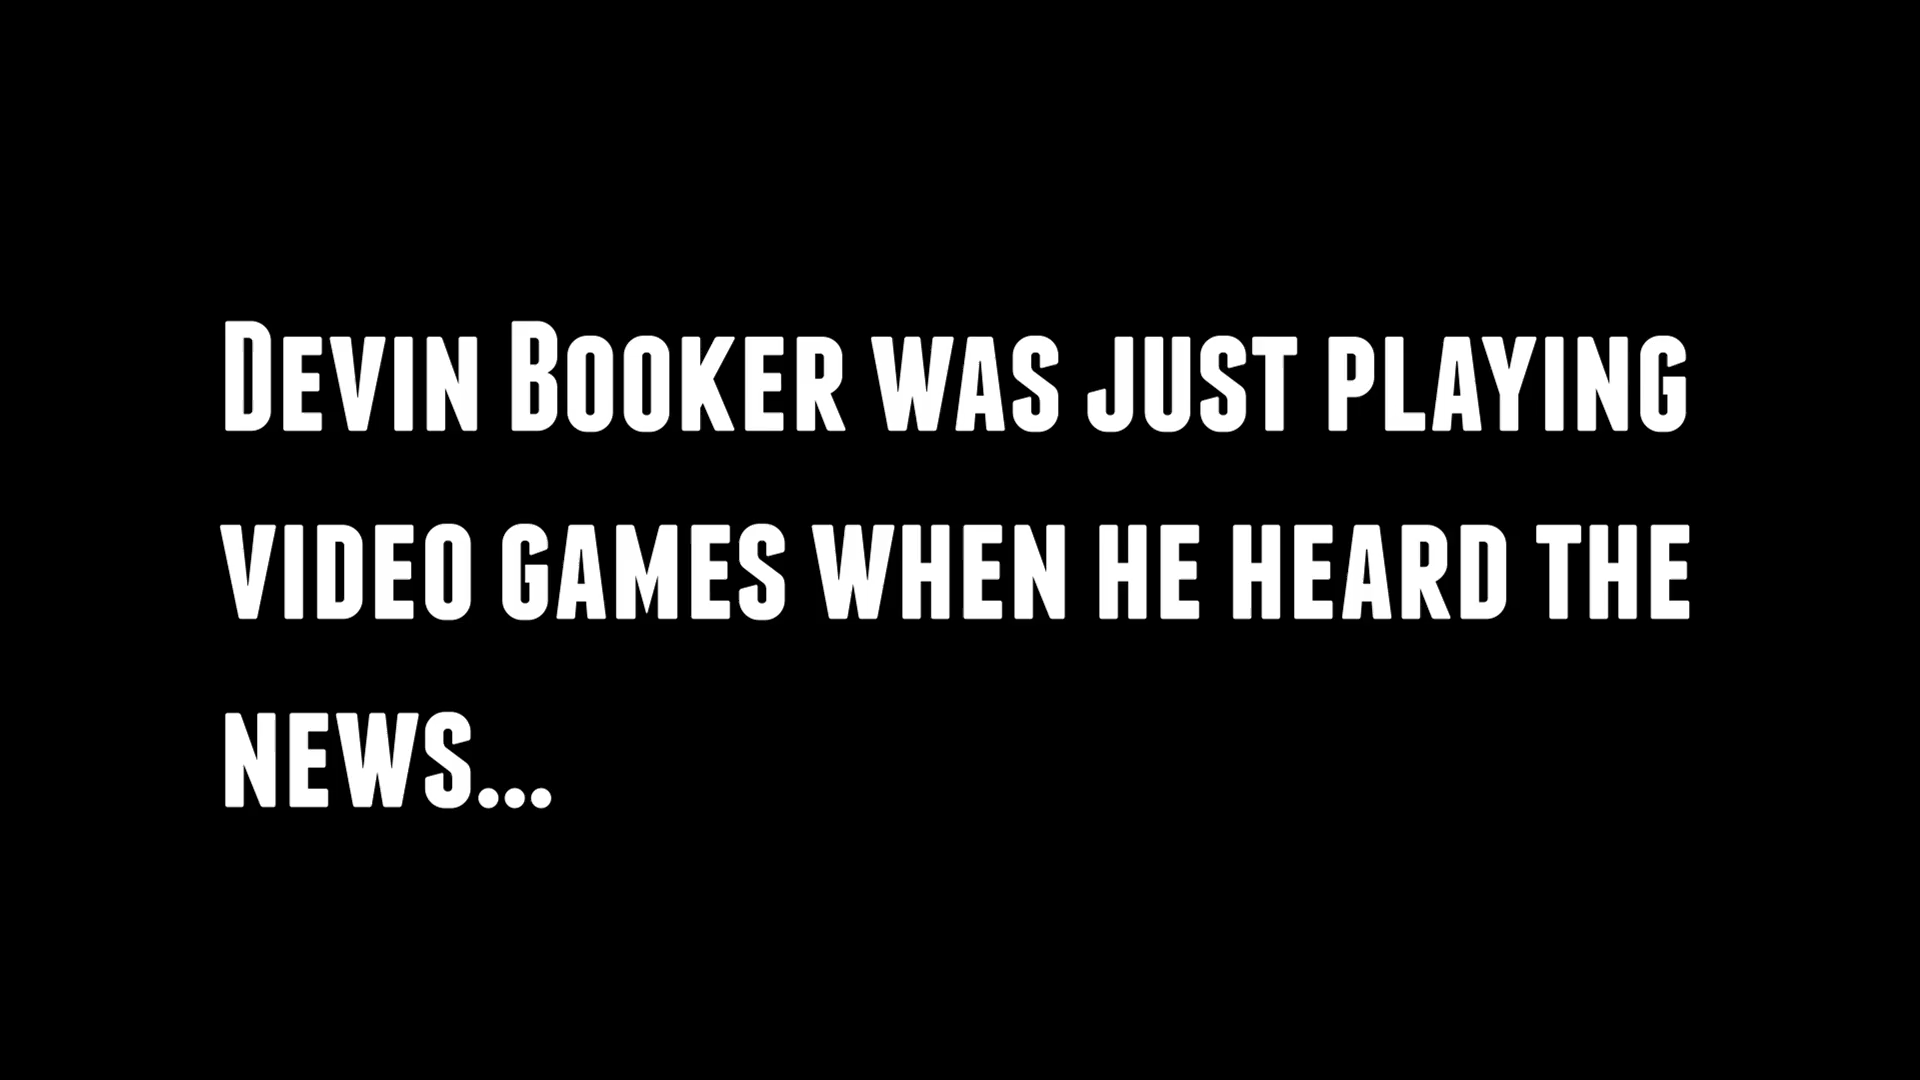 Devin Booker was just playing
video games when he heard the
news...